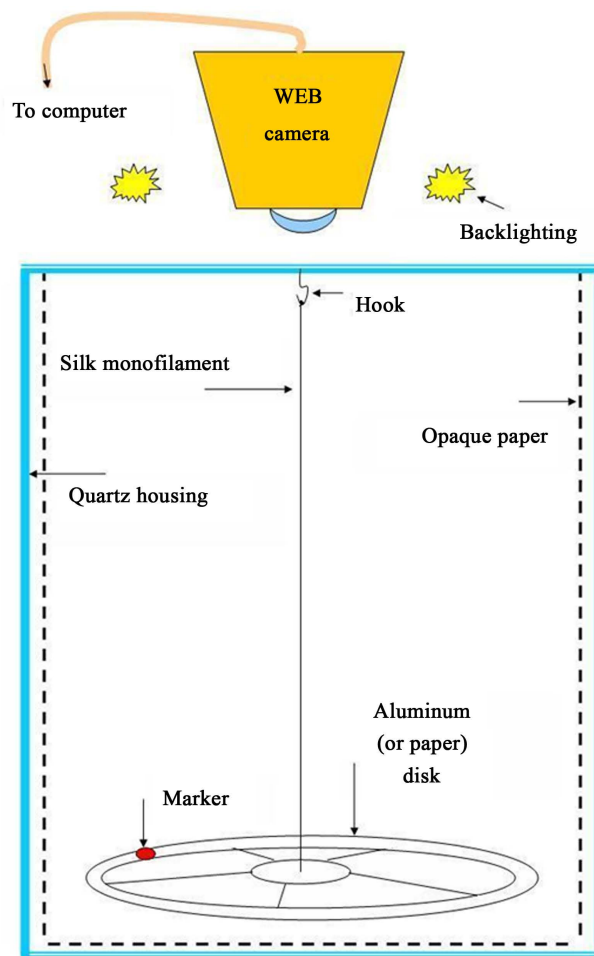 WEB
camera
To computer
Backlighting
Hook
Silk monofilament
Opaque paper
Quartz housing
Aluminum
(or paper)
disk
Marker